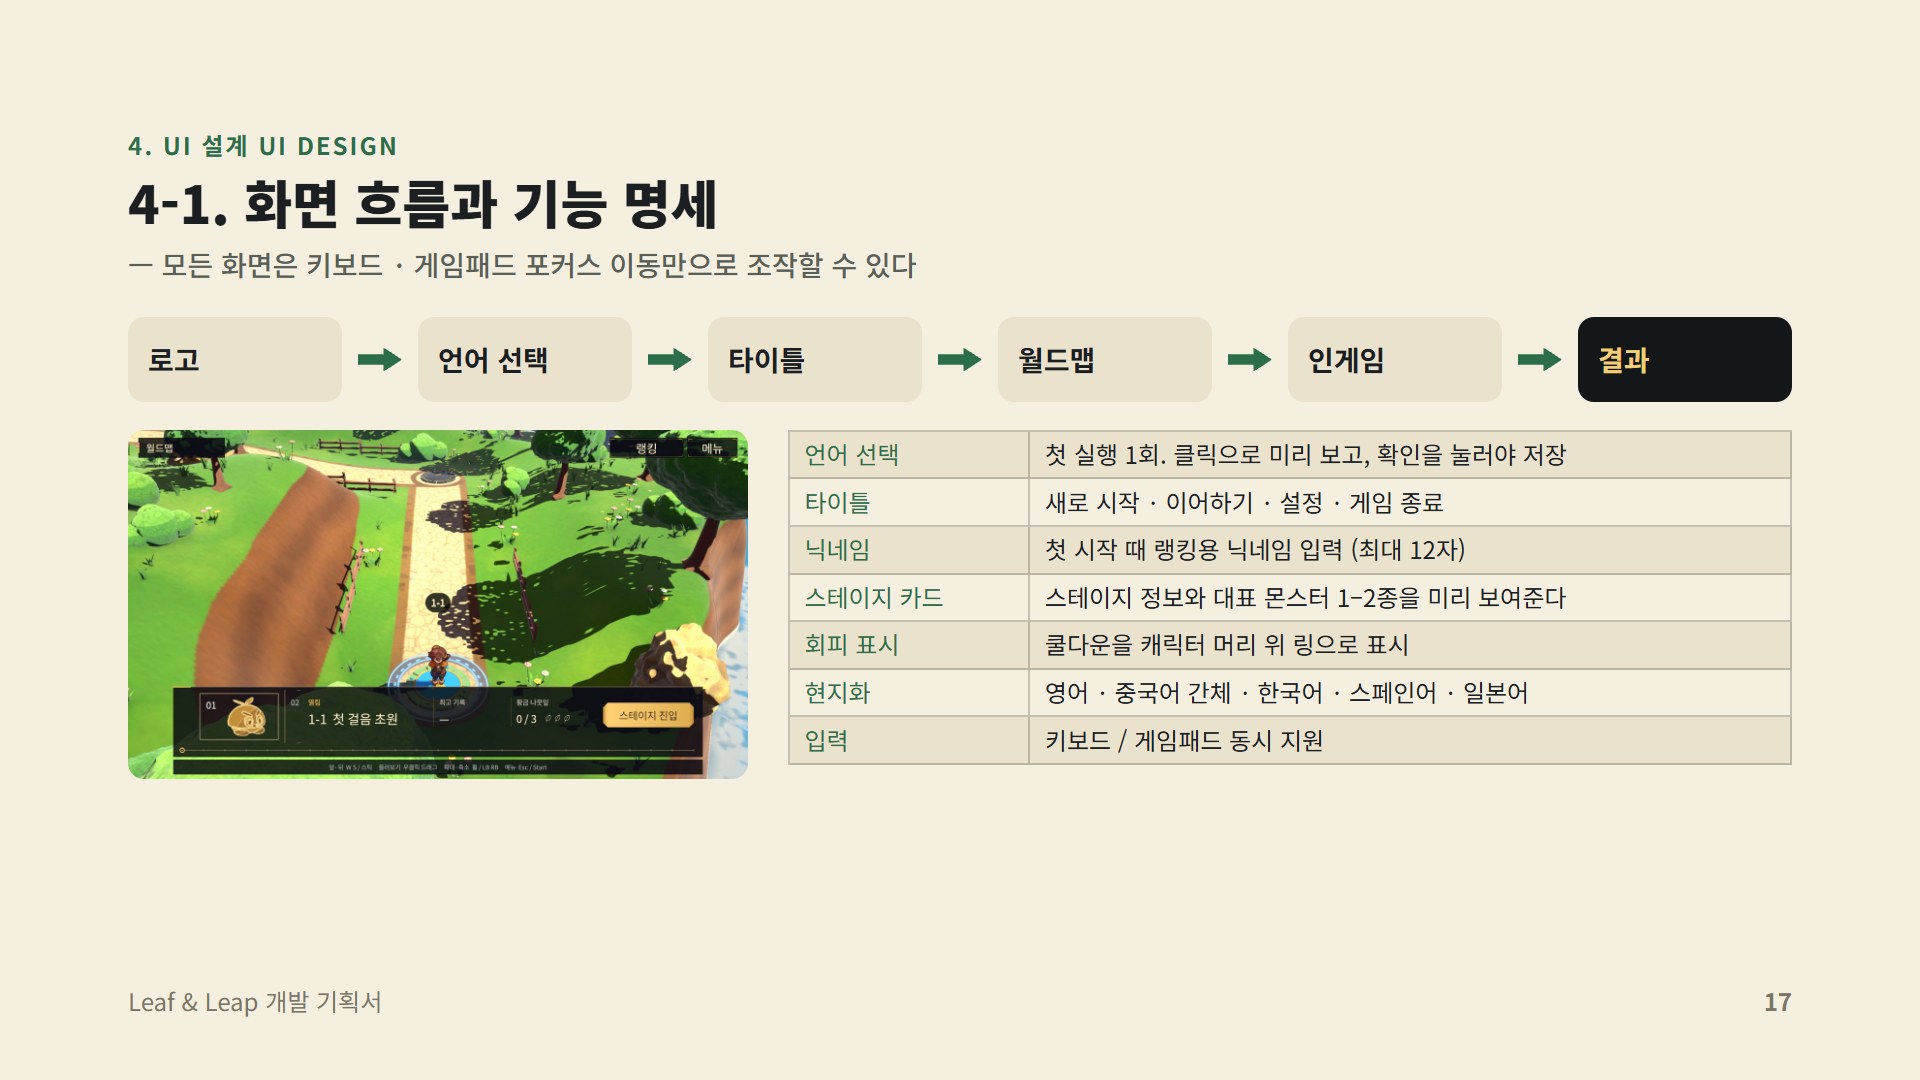 4. UI 설계 UI DESIGN
4-1. 화면 흐름과 기능 명세
— 모든 화면은 키보드 · 게임패드 포커스 이동만으로 조작할 수 있다
로고
언어 선택
타이틀
월드맵
인게임
결과
월드맵
랭킹
메뉴
1-1
01
02 열림
1-1 첫 걸음 초원
최고 기록
—
황금 나뭇잎
0 / 3
스테이지 진입
언어 선택 첫 실행 1회. 클릭으로 미리 보고, 확인을 눌러야 저장
타이틀 새로 시작 · 이어하기 · 설정 · 게임 종료
닉네임 첫 시작 때 랭킹용 닉네임 입력 (최대 12자)
스테이지 카드 스테이지 정보와 대표 몬스터 1–2종을 미리 보여준다
회피 표시 쿨다운을 캐릭터 머리 위 링으로 표시
현지화 영어 · 중국어 간체 · 한국어 · 스페인어 · 일본어
입력 키보드 / 게임패드 동시 지원
Leaf & Leap 개발 기획서
17